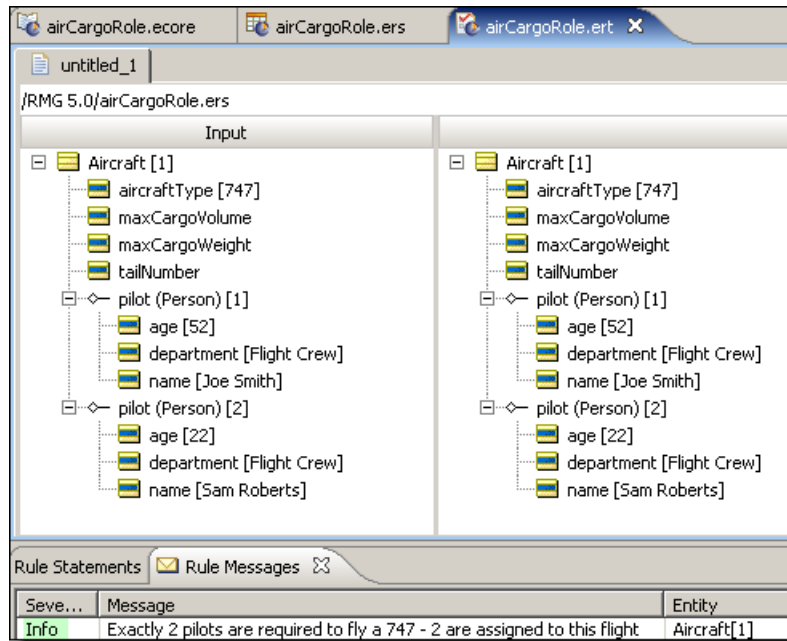 airCargoRole.ecore airCargoRole.ers airCargoRole.ert
untitled_1
/RMG 5.0/airCargoRole.ers
Input
Aircraft [1]
aircraftType [747]
maxCargoVolume
maxCargoWeight
tailNumber
pilot (Person) [1]
age [52]
department [Flight Crew]
name [Joe Smith]
pilot (Person) [2]
age [22]
department [Flight Crew]
name [Sam Roberts]
Aircraft [1]
aircraftType [747]
maxCargoVolume
maxCargoWeight
tailNumber
pilot (Person) [1]
age [52]
department [Flight Crew]
name [Joe Smith]
pilot (Person) [2]
age [22]
department [Flight Crew]
name [Sam Roberts]
Rule Statements Rule Messages
Seve... Message Entity
Info Exactly 2 pilots are required to fly a 747 - 2 are assigned to this flight Aircraft[1]